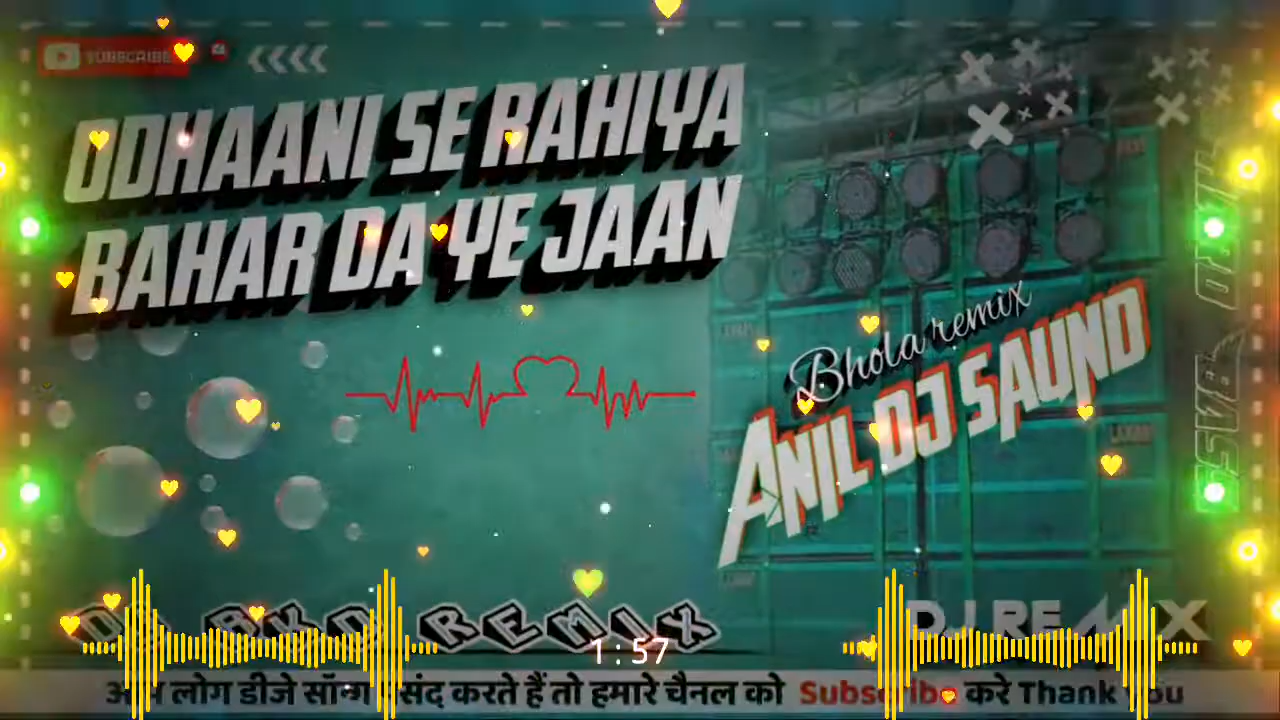 SUBSCRIBE
ODHAANI SE RAHIYA
BAHAR DA YE JAAN
Bhola remix
ANIL DJ SAUND
REMIX
DJ REMIX
1:57
लोग डीजे सॉन्ग करते हैं तो हमारे चैनल को Subscribe करे Thank You